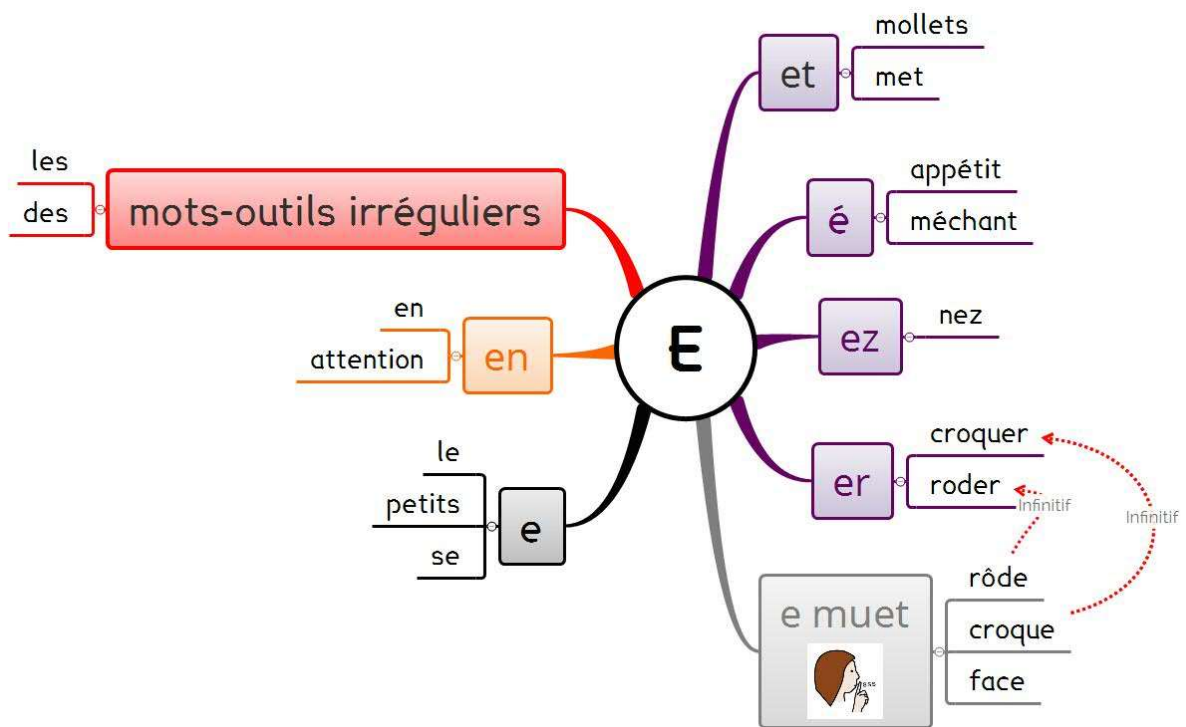 E
mots-outils irréguliers
les
des
en
en
attention
e
le
petits
se
et
mollets
met
é
appétit
méchant
ez
nez
er
croquer
roder
Infinitif
Infinitif
e muet
rôde
croque
face